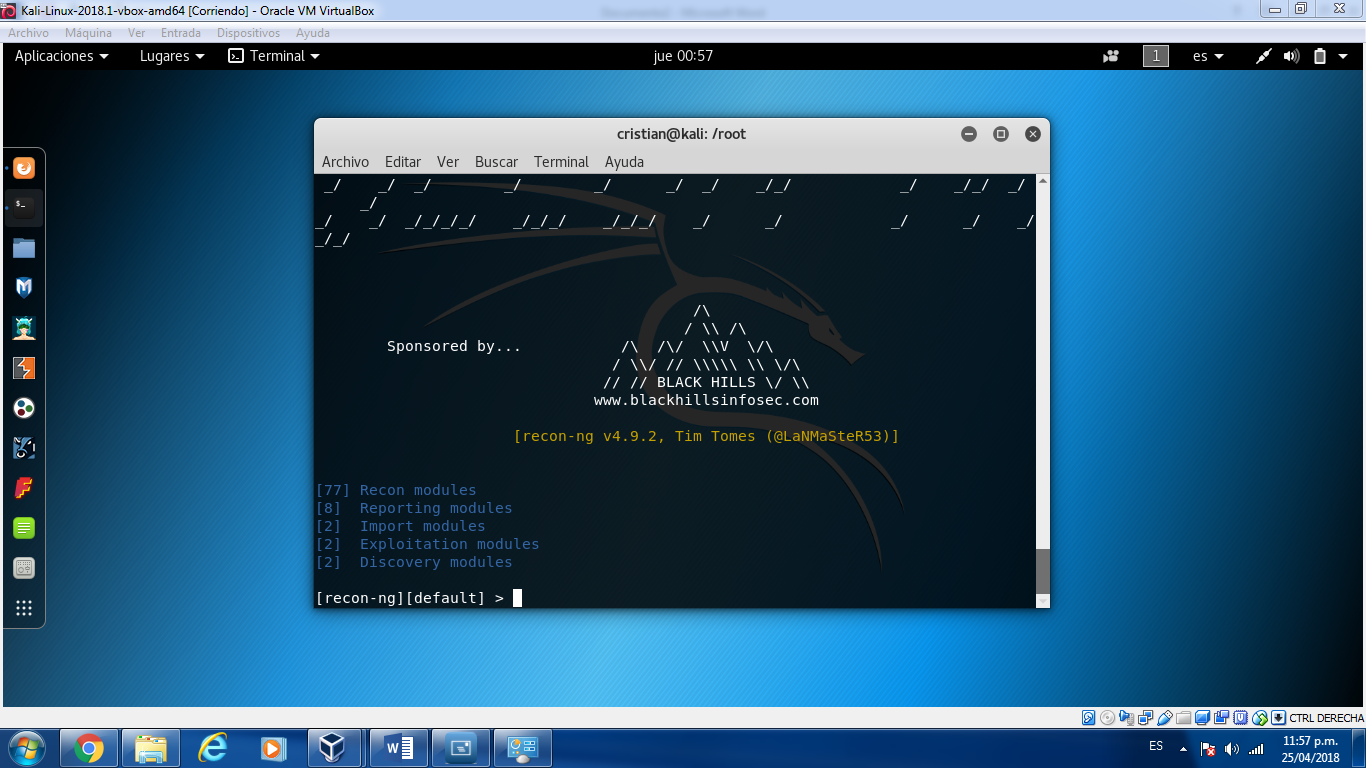 Kali-Linux-2018.1-vbox-amd64 [Corriendo] - Oracle VM VirtualBox
Archivo Máquina Ver Entrada Dispositivos Ayuda
Aplicaciones Lugares Terminal jue 00:57 1 es
cristian@kali: /root
Archivo Editar Ver Buscar Terminal Ayuda
_/    _/  _/        _/        _/      _/  _/    _/_/            _/    _/_/  _/
     _/
_/    _/  _/_/_/_/    _/_/_/    _/_/_/    _/      _/            _/      _/    _/
_/_/
/\
/ \\ /\
Sponsored by...           /\  /\/  \\V  \/\
/ \\/ // \\\\\ \\ \/\
// // BLACK HILLS \/ \\
www.blackhillsinfosec.com
[recon-ng v4.9.2, Tim Tomes (@LaNMaSteR53)]
[77] Recon modules
[8]  Reporting modules
[2]  Import modules
[2]  Exploitation modules
[2]  Discovery modules
[recon-ng][default] >
CTRL DERECHA
ES 11:57 p.m.
25/04/2018